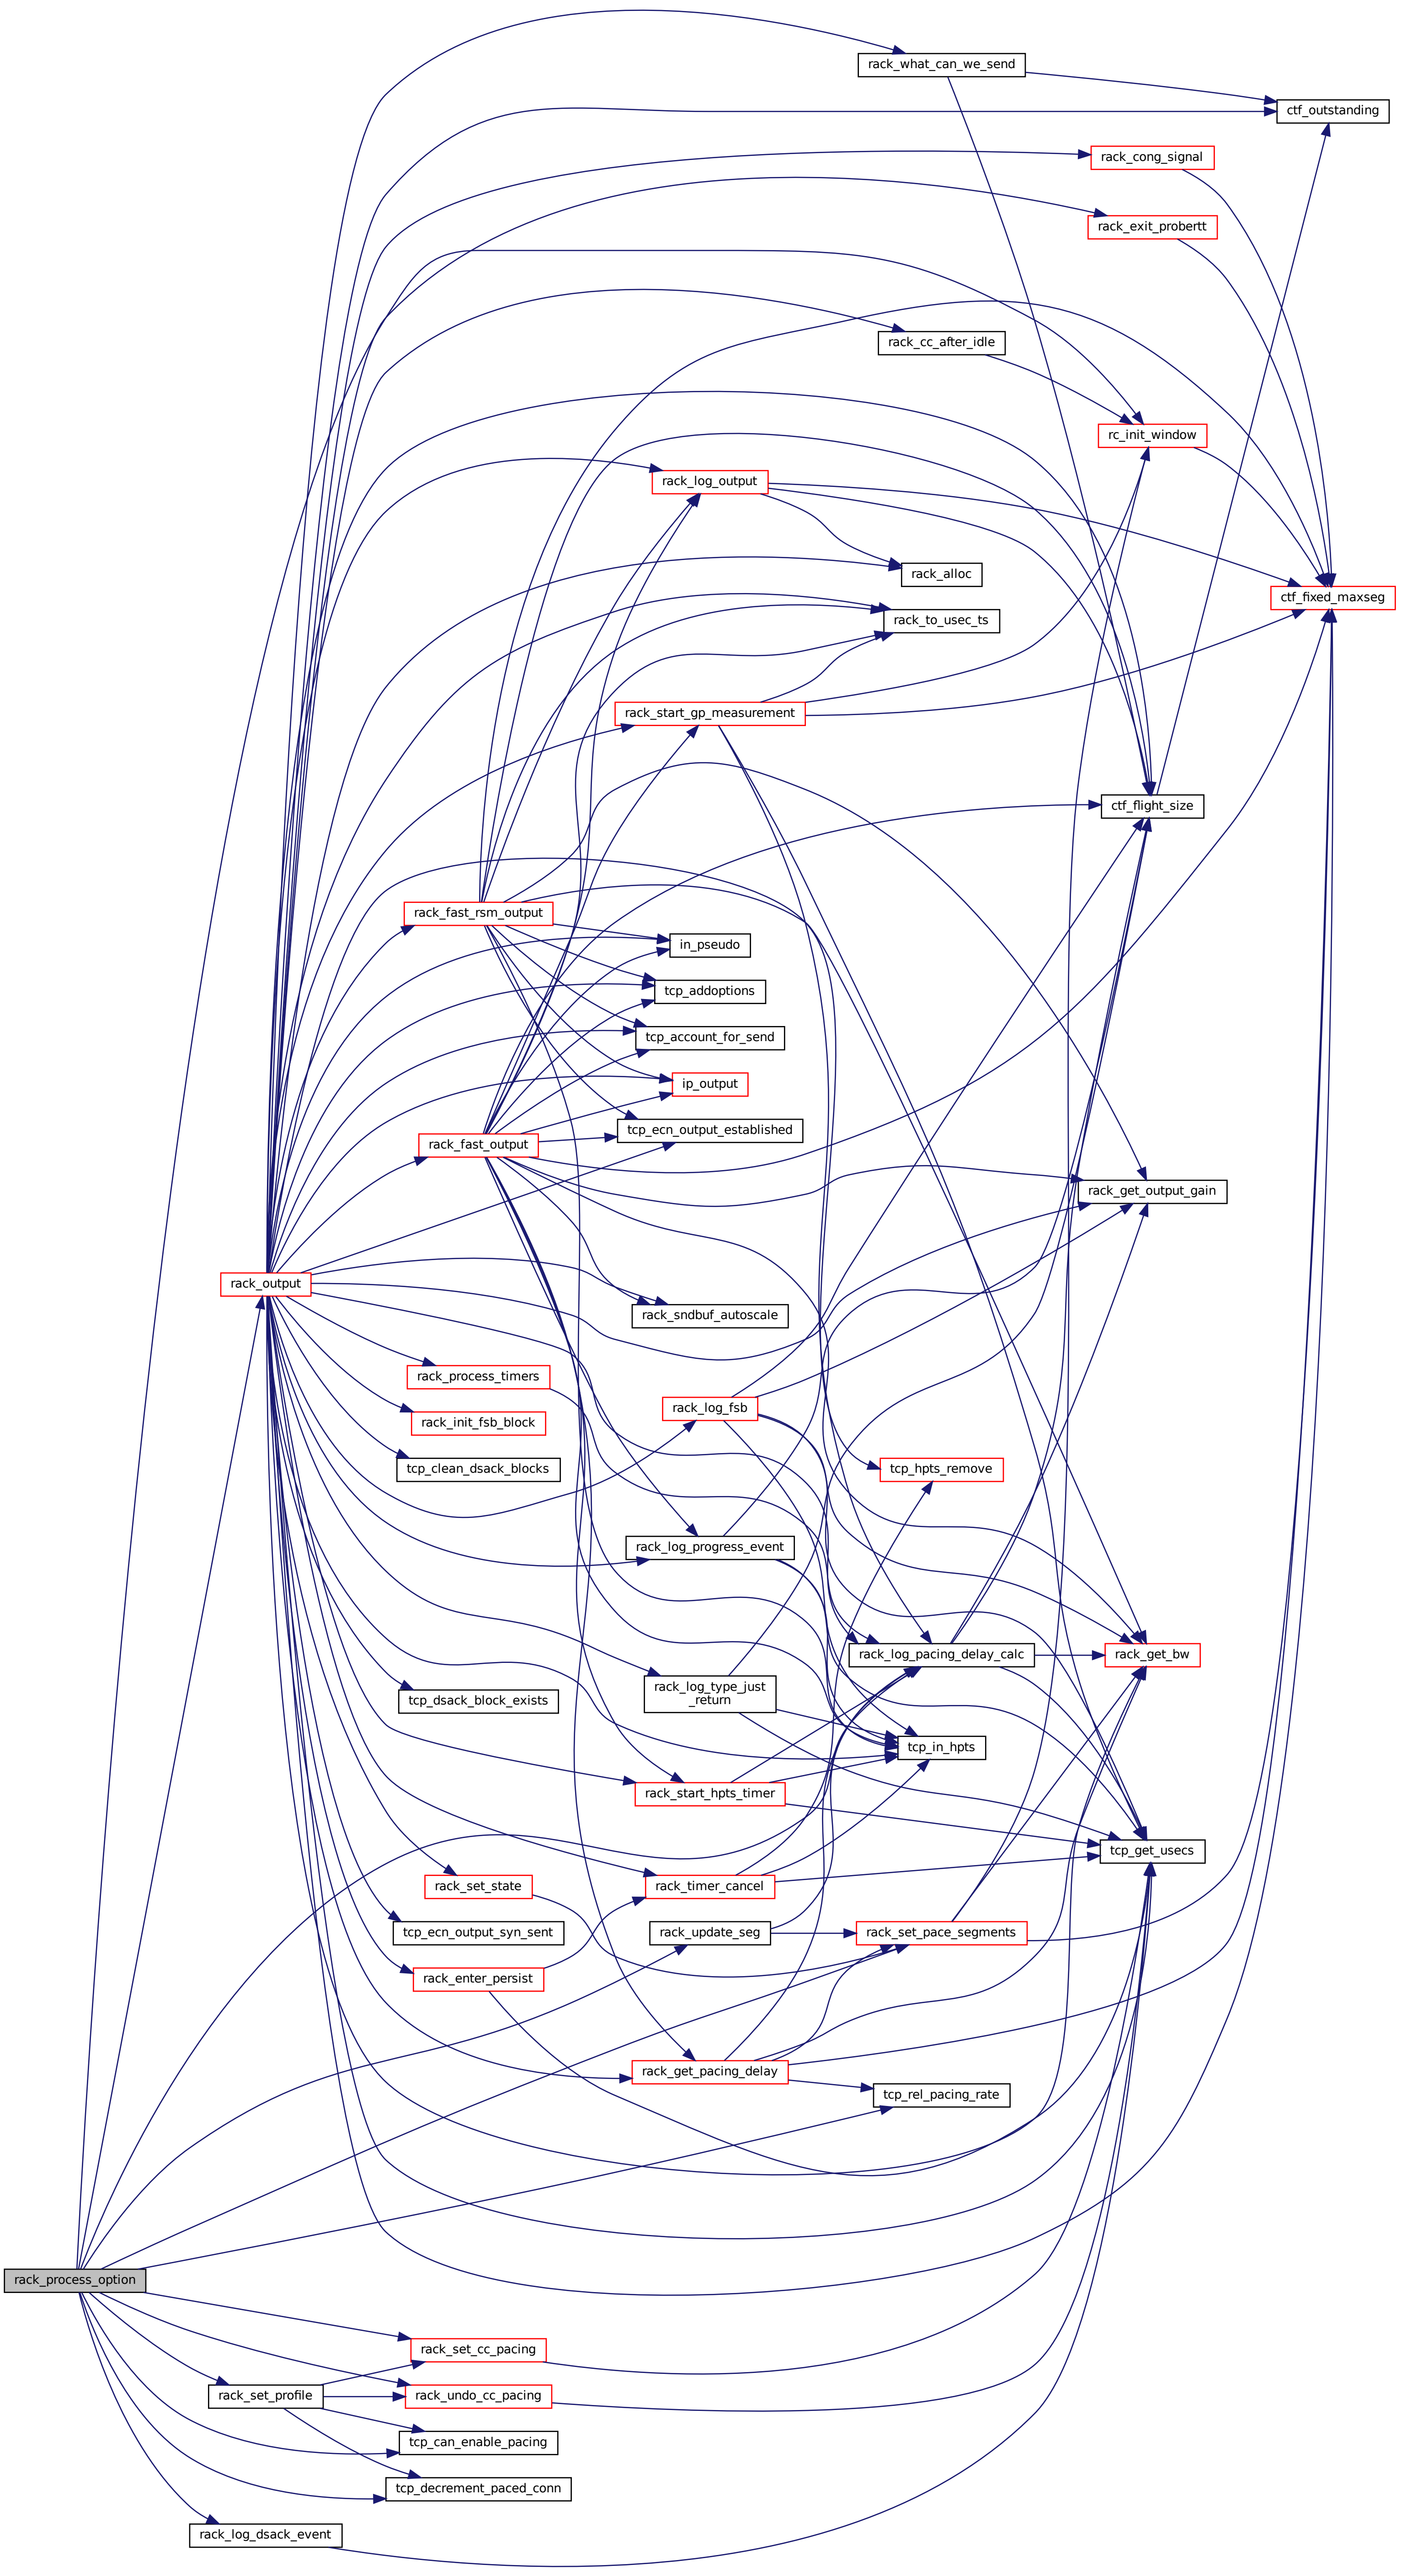 rack_what_can_we_send
ctf_outstanding
rack_cong_signal
rack_exit_probertt
rack_cc_after_idle
rc_init_window
rack_log_output
rack_alloc
ctf_fixed_maxseg
rack_to_usec_ts
rack_start_gp_measurement
ctf_flight_size
rack_fast_rsm_output
in_pseudo
tcp_addoptions
tcp_account_for_send
ip_output
tcp_ecn_output_established
rack_fast_output
rack_get_output_gain
rack_output
rack_sndbuf_autoscale
rack_process_timers
rack_log_fsb
rack_init_fsb_block
tcp_clean_dsack_blocks
tcp_hpts_remove
rack_log_progress_event
rack_log_pacing_delay_calc
rack_get_bw
rack_log_type_just
_return
tcp_dsack_block_exists
tcp_in_hpts
rack_start_hpts_timer
tcp_get_usecs
rack_set_state
rack_timer_cancel
tcp_ecn_output_syn_sent
rack_update_seg
rack_set_pace_segments
rack_enter_persist
rack_get_pacing_delay
tcp_rel_pacing_rate
rack_process_option
rack_set_cc_pacing
rack_set_profile
rack_undo_cc_pacing
tcp_can_enable_pacing
tcp_decrement_paced_conn
rack_log_dsack_event